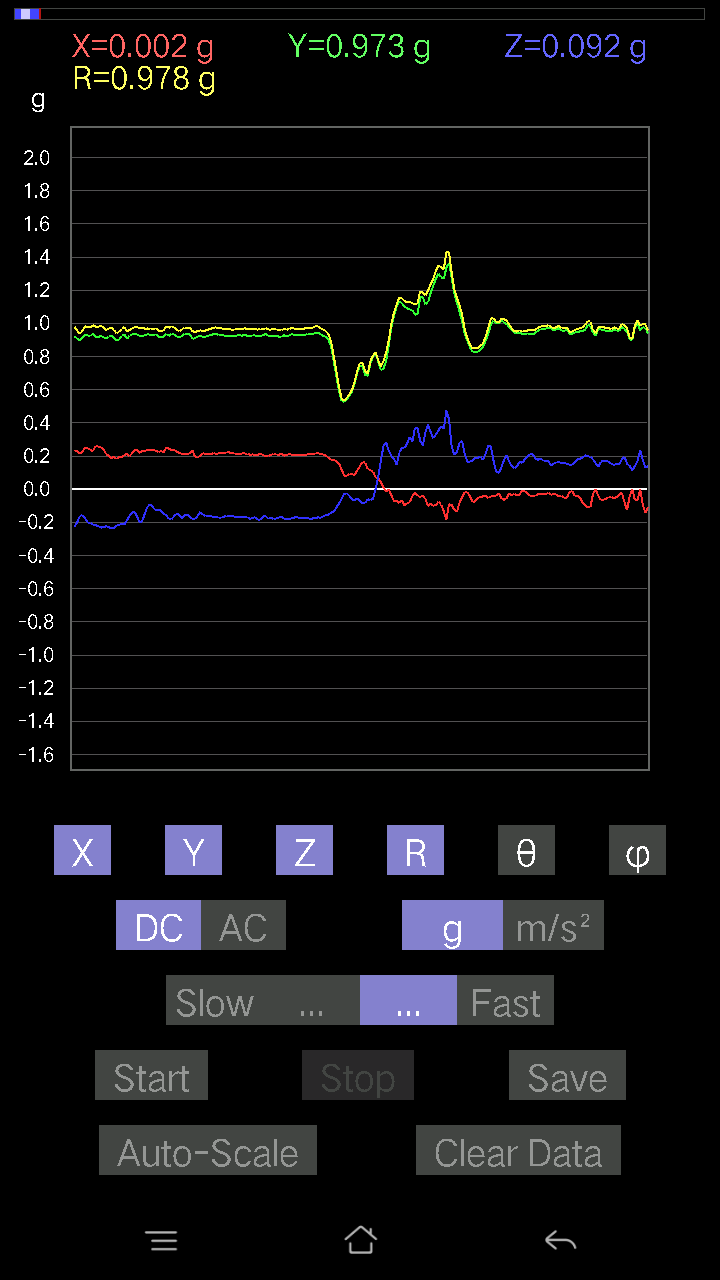 X=0.002 g Y=0.973 g Z=0.092 g
R=0.978 g
g
2.0
1.8
1.6
1.4
1.2
1.0
0.8
0.6
0.4
0.2
0.0
-0.2
-0.4
-0.6
-0.8
-1.0
-1.2
-1.4
-1.6
X Y Z R θ φ
DC AC g m/s²
Slow ... ... Fast
Start Stop Save
Auto-Scale Clear Data